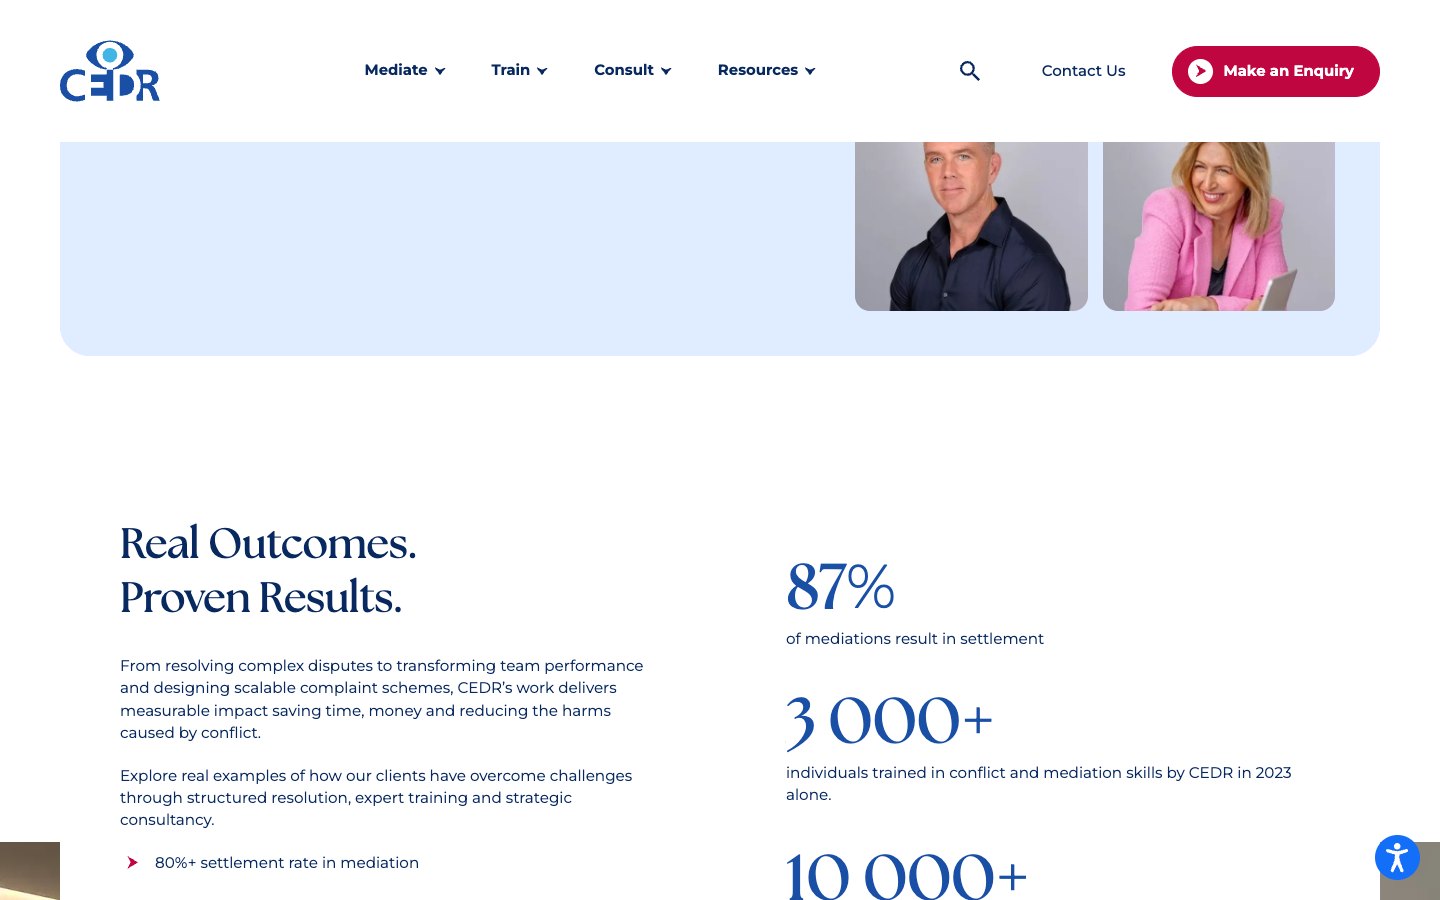 CEDR
Mediate
Train
Consult
Resources
Contact Us
Make an Enquiry
Real Outcomes.
Proven Results.
From resolving complex disputes to transforming team performance
and designing scalable complaint schemes, CEDR’s work delivers
measurable impact saving time, money and reducing the harms
caused by conflict.
Explore real examples of how our clients have overcome challenges
through structured resolution, expert training and strategic
consultancy.
80%+ settlement rate in mediation
87%
of mediations result in settlement
3 000+
individuals trained in conflict and mediation skills by CEDR in 2023
alone.
10 000+